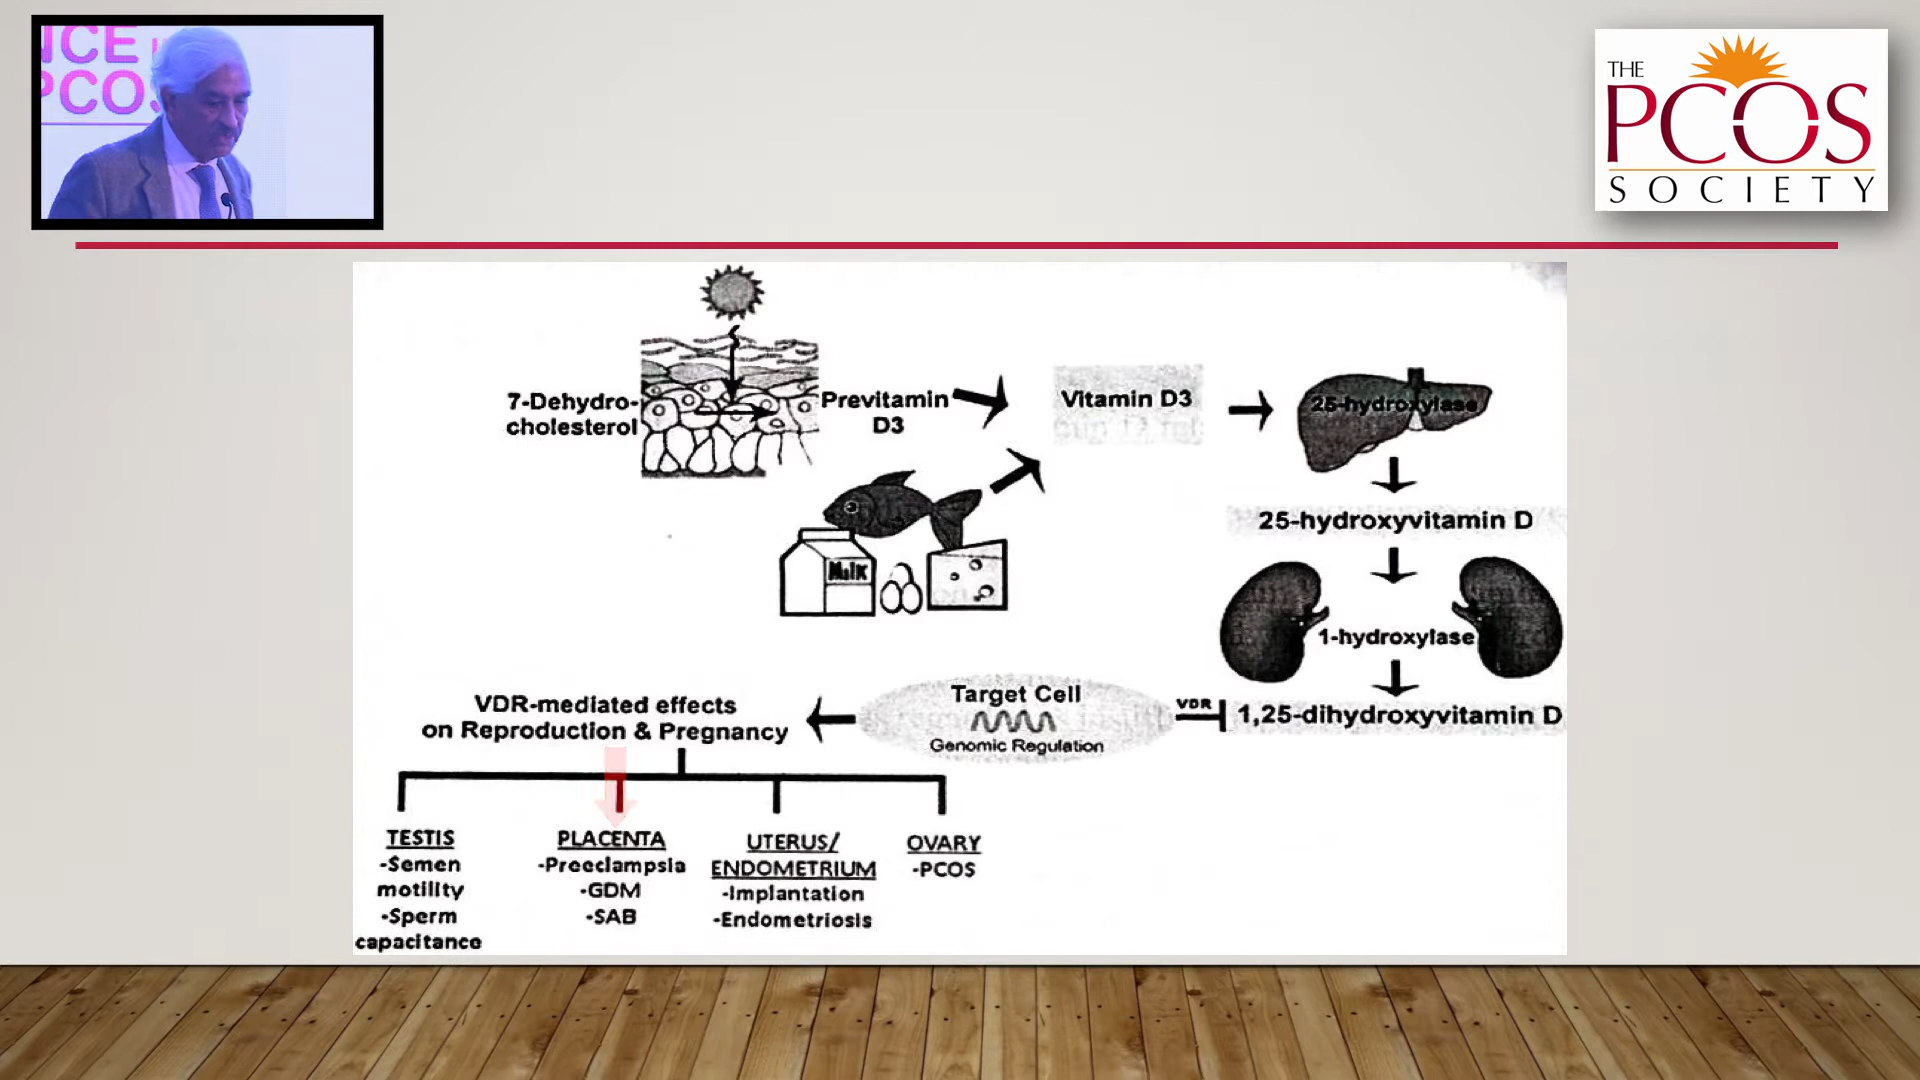 NCE
PCOS
THE
PCOS
SOCIETY
7-Dehydro-
cholesterol
Previtamin
D3
Vitamin D3
25-hydroxylase
25-hydroxyvitamin D
Milk
1-hydroxylase
1,25-dihydroxyvitamin D
VDR
Target Cell
Genomic Regulation
VDR-mediated effects
on Reproduction & Pregnancy
TESTIS
-Semen
motility
-Sperm
capacitance
PLACENTA
-Preeclampsia
-GDM
-SAB
UTERUS/
ENDOMETRIUM
-Implantation
-Endometriosis
OVARY
-PCOS